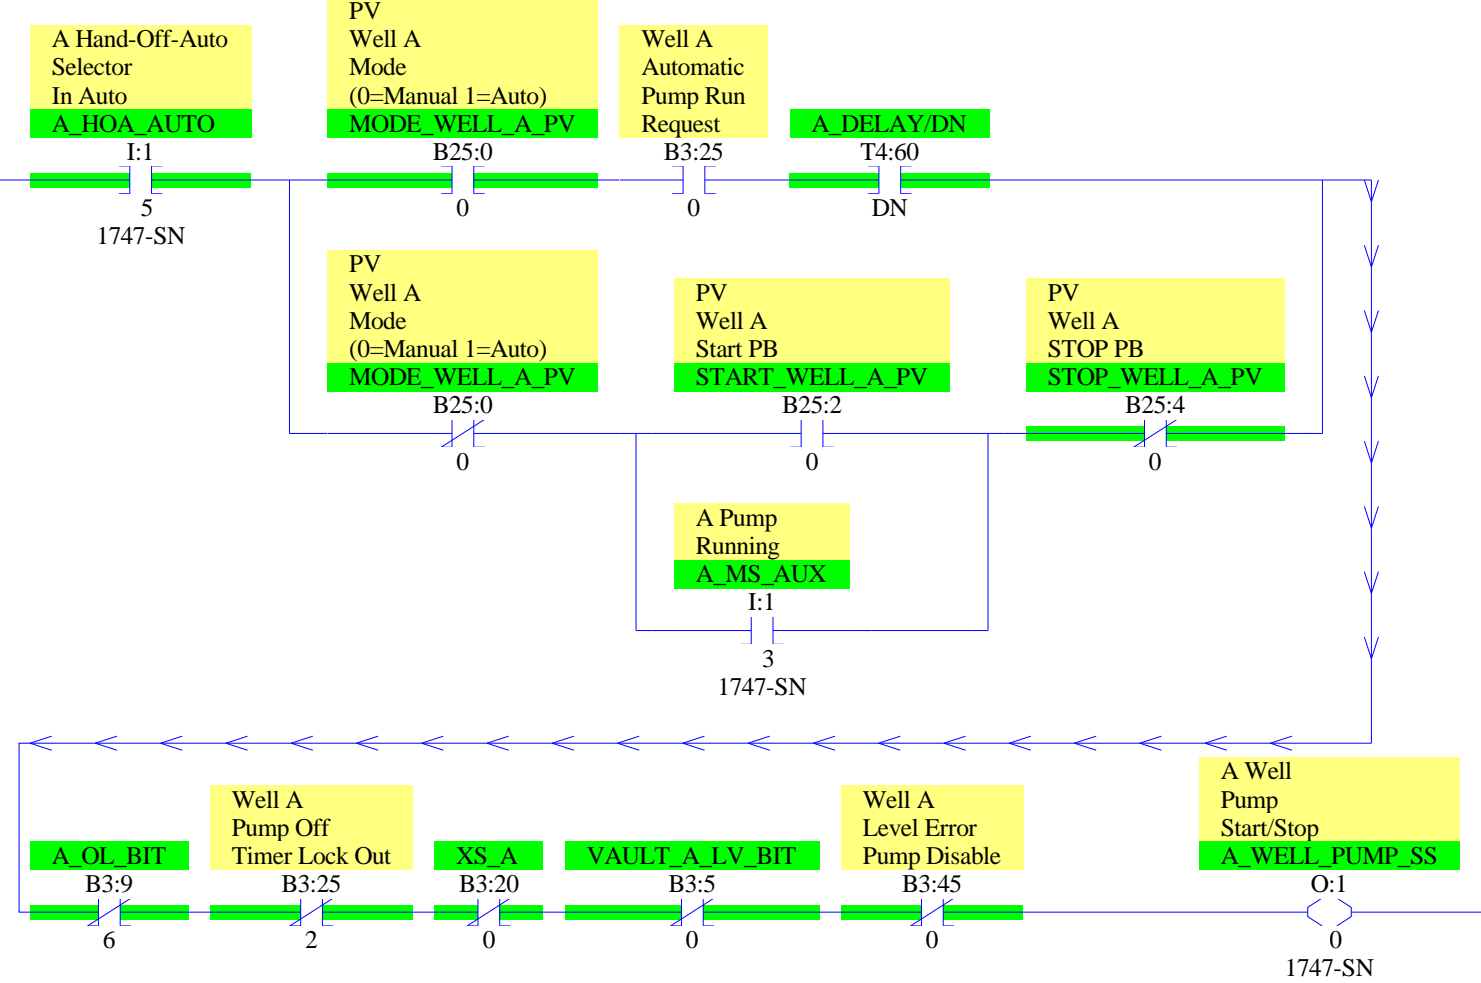 A Hand-Off-Auto
Selector
In Auto
A_HOA_AUTO
I:1
5
1747-SN
PV
Well A
Mode
(0=Manual 1=Auto)
MODE_WELL_A_PV
B25:0
0
Well A
Automatic
Pump Run
Request
B3:25
0
A_DELAY/DN
T4:60
DN
PV
Well A
Mode
(0=Manual 1=Auto)
MODE_WELL_A_PV
B25:0
0
PV
Well A
Start PB
START_WELL_A_PV
B25:2
0
PV
Well A
STOP PB
STOP_WELL_A_PV
B25:4
0
A Pump
Running
A_MS_AUX
I:1
3
1747-SN
A_OL_BIT
B3:9
6
Well A
Pump Off
Timer Lock Out
B3:25
2
XS_A
B3:20
0
VAULT_A_LV_BIT
B3:5
0
Well A
Level Error
Pump Disable
B3:45
0
A Well
Pump
Start/Stop
A_WELL_PUMP_SS
O:1
0
1747-SN